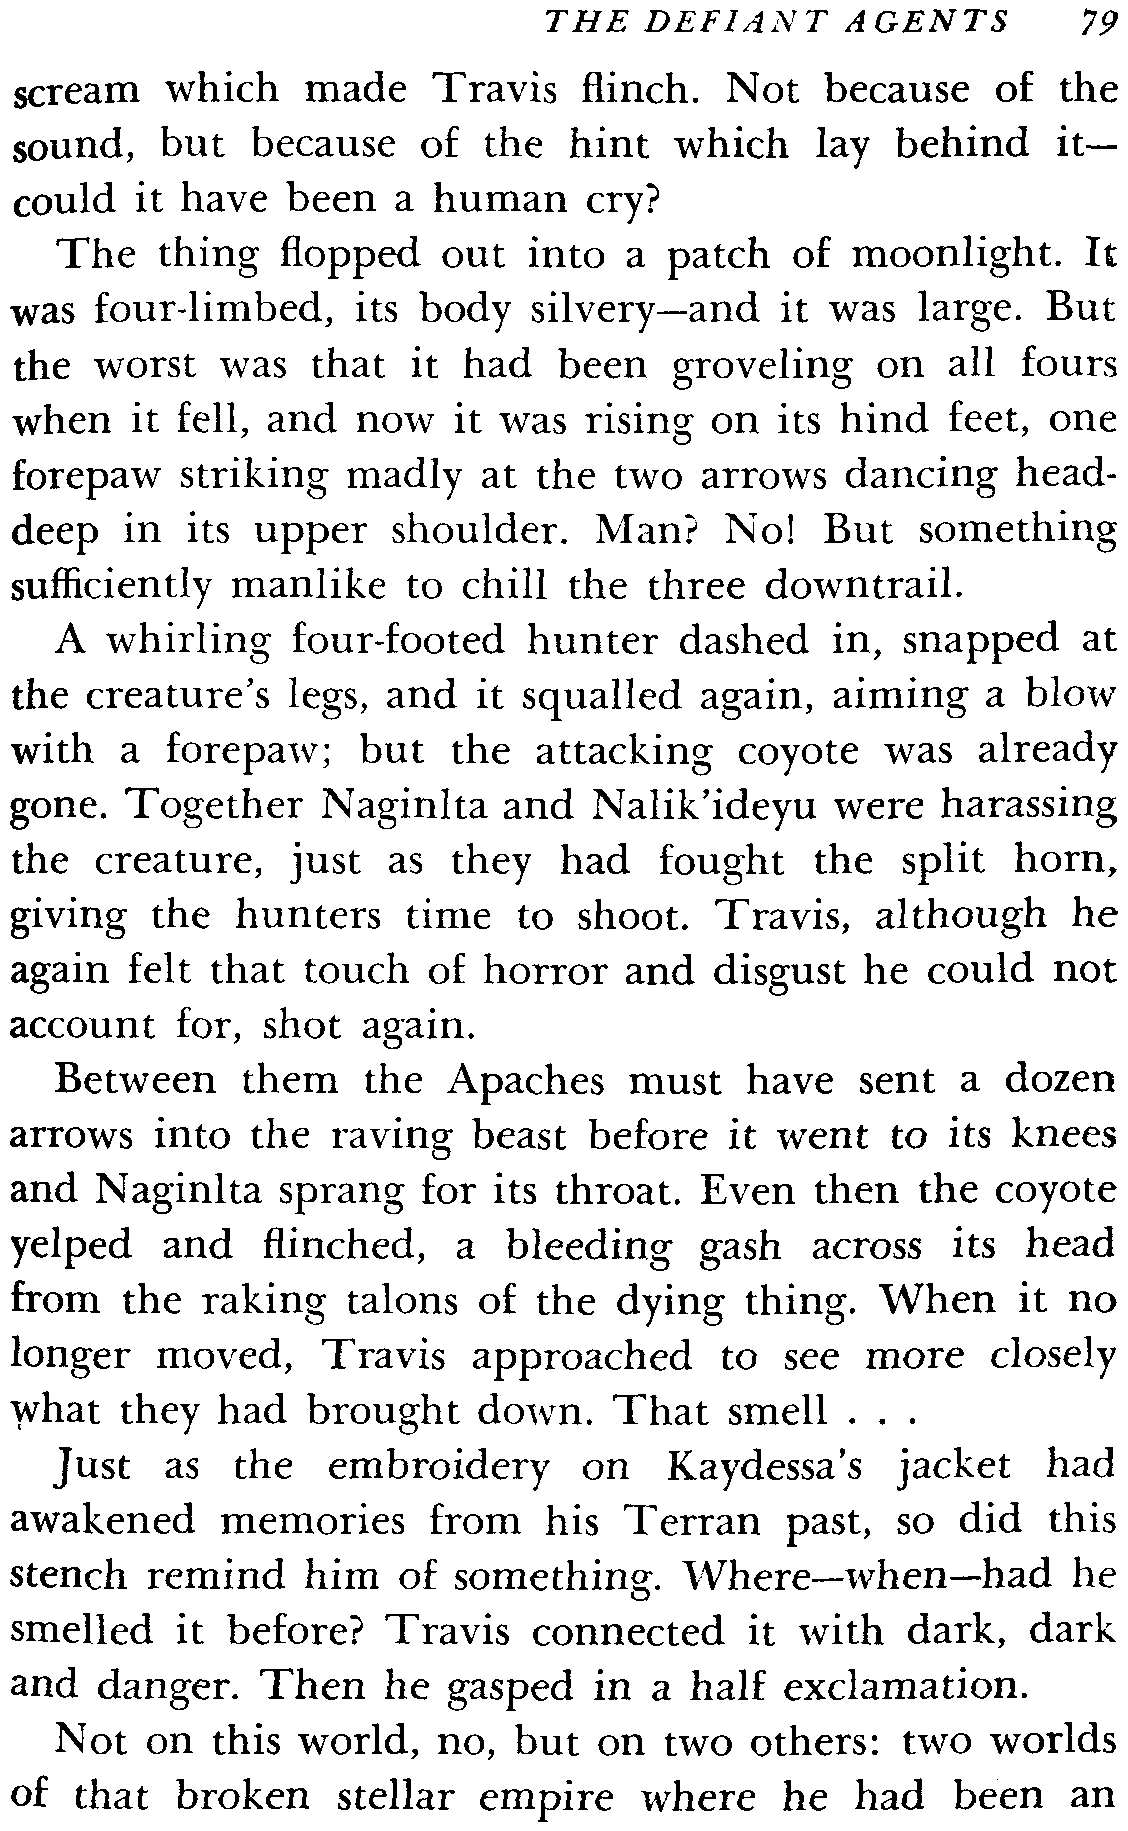 THE DEFIANT AGENTS 79
scream which made Travis flinch. Not because of the
sound, but because of the hint which lay behind it—
could it have been a human cry?
The thing flopped out into a patch of moonlight. It
was four-limbed, its body silvery—and it was large. But
the worst was that it had been groveling on all fours
when it fell, and now it was rising on its hind feet, one
forepaw striking madly at the two arrows dancing head-
deep in its upper shoulder. Man? No! But something
sufficiently manlike to chill the three downtrail.
A whirling four-footed hunter dashed in, snapped at
the creature's legs, and it squalled again, aiming a blow
with a forepaw; but the attacking coyote was already
gone. Together Naginlta and Nalik'ideyu were harassing
the creature, just as they had fought the split horn,
giving the hunters time to shoot. Travis, although he
again felt that touch of horror and disgust he could not
account for, shot again.
Between them the Apaches must have sent a dozen
arrows into the raving beast before it went to its knees
and Naginlta sprang for its throat. Even then the coyote
yelped and flinched, a bleeding gash across its head
from the raking talons of the dying thing. When it no
longer moved, Travis approached to see more closely
what they had brought down. That smell . . .
Just as the embroidery on Kaydessa's jacket had
awakened memories from his Terran past, so did this
stench remind him of something. Where—when—had he
smelled it before? Travis connected it with dark, dark
and danger. Then he gasped in a half exclamation.
Not on this world, no, but on two others: two worlds
of that broken stellar empire where he had been an